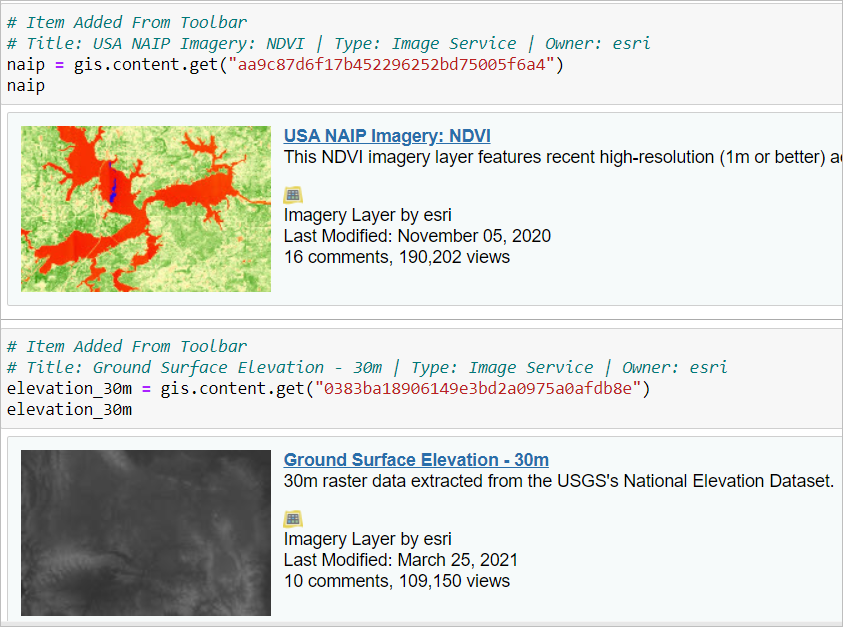 # Item Added From Toolbar
# Title: USA NAIP Imagery: NDVI | Type: Image Service | Owner: esri
naip = gis.content.get("aa9c87d6f17b452296252bd75005f6a4")
naip
USA NAIP Imagery: NDVI
This NDVI imagery layer features recent high-resolution (1m or better)
Imagery Layer by esri
Last Modified: November 05, 2020
16 comments, 190,202 views
# Item Added From Toolbar
# Title: Ground Surface Elevation - 30m | Type: Image Service | Owner: esri
elevation_30m = gis.content.get("0383ba18906149e3bd2a0975a0afdb8e")
elevation_30m
Ground Surface Elevation - 30m
30m raster data extracted from the USGS's National Elevation Dataset.
Imagery Layer by esri
Last Modified: March 25, 2021
10 comments, 109,150 views